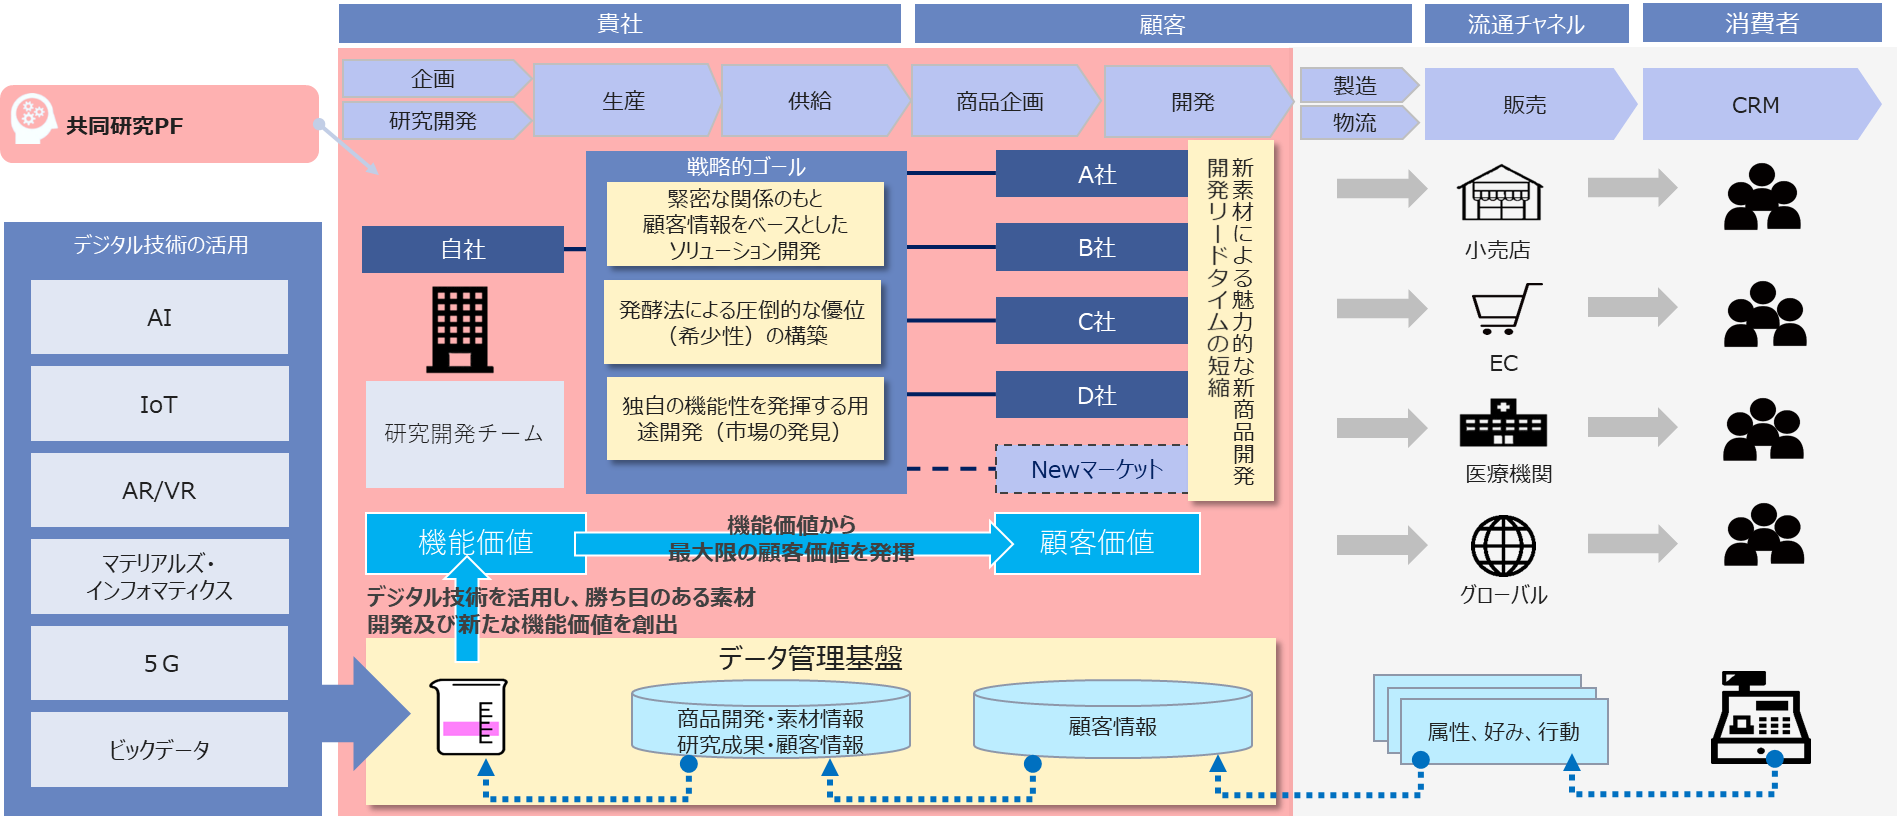 貴社
顧客
流通チャネル
消費者
企画
研究開発
生産
供給
商品企画
開発
製造
物流
販売
CRM
共同研究PF
デジタル技術の活用
AI
IoT
AR/VR
マテリアルズ・
インフォマティクス
５G
ビックデータ
自社
研究開発チーム
戦略的ゴール
緊密な関係のもと
顧客情報をベースとした
ソリューション開発
発酵法による圧倒的な優位
（希少性）の構築
独自の機能性を発揮する用
途開発（市場の発見）
A社
B社
C社
D社
Newマーケット
新素材による魅力的な新商品開発
開発リードタイムの短縮
小売店
EC
医療機関
グローバル
機能価値
機能価値から
最大限の顧客価値を発揮
顧客価値
デジタル技術を活用し、勝ち目のある素材
開発及び新たな機能価値を創出
データ管理基盤
商品開発・素材情報
研究成果・顧客情報
顧客情報
属性、好み、行動